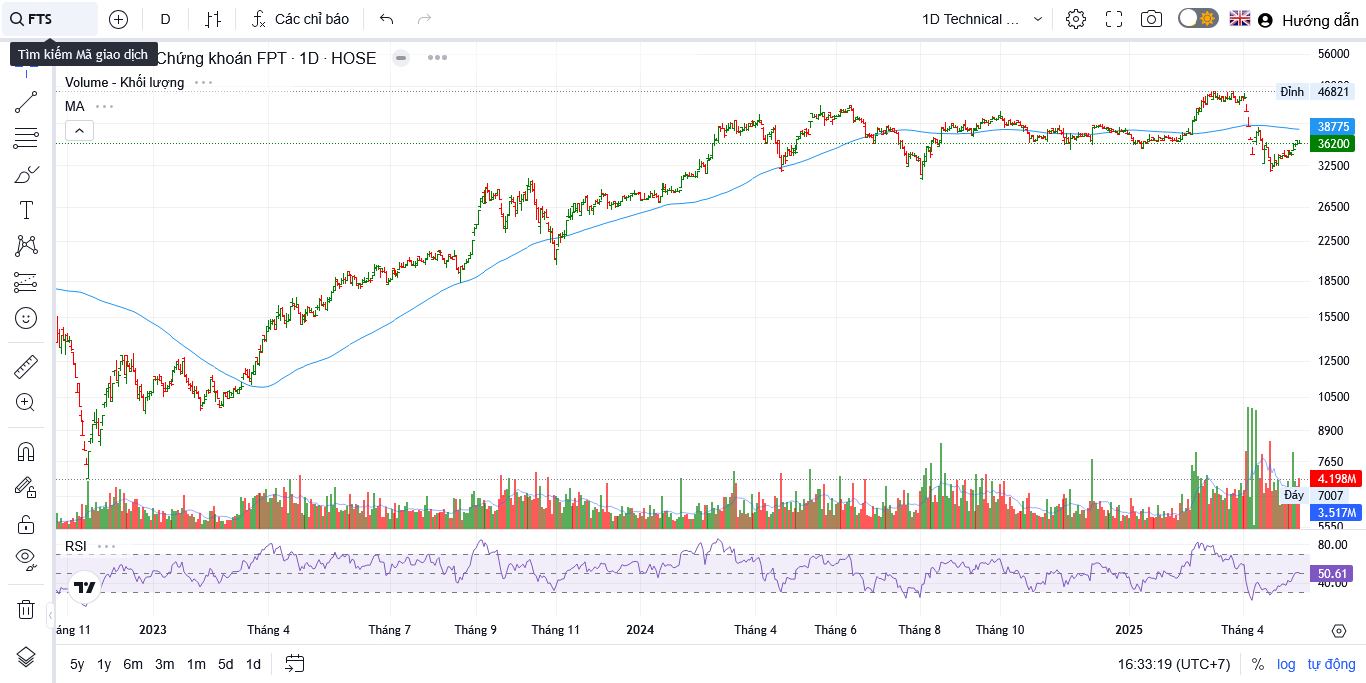 FTS D Các chỉ báo 1D Technical ... Hướng dẫn
Tìm kiếm Mã giao dịch Chứng khoán FPT · 1D · HOSE
Volume - Khối lượng
MA
56000
Đỉnh 46821
38775
36200
32500
26500
22500
18500
15500
12500
10500
8900
7650
4.198M
Đáy 7007
3.517M
5550
RSI
80.00
50.61
40.00
áng 11 2023 Tháng 4 Tháng 7 Tháng 9 Tháng 11 2024 Tháng 4 Tháng 6 Tháng 8 Tháng 10 2025 Tháng 4
5y 1y 6m 3m 1m 5d 1d 16:33:19 (UTC+7) % log tự động